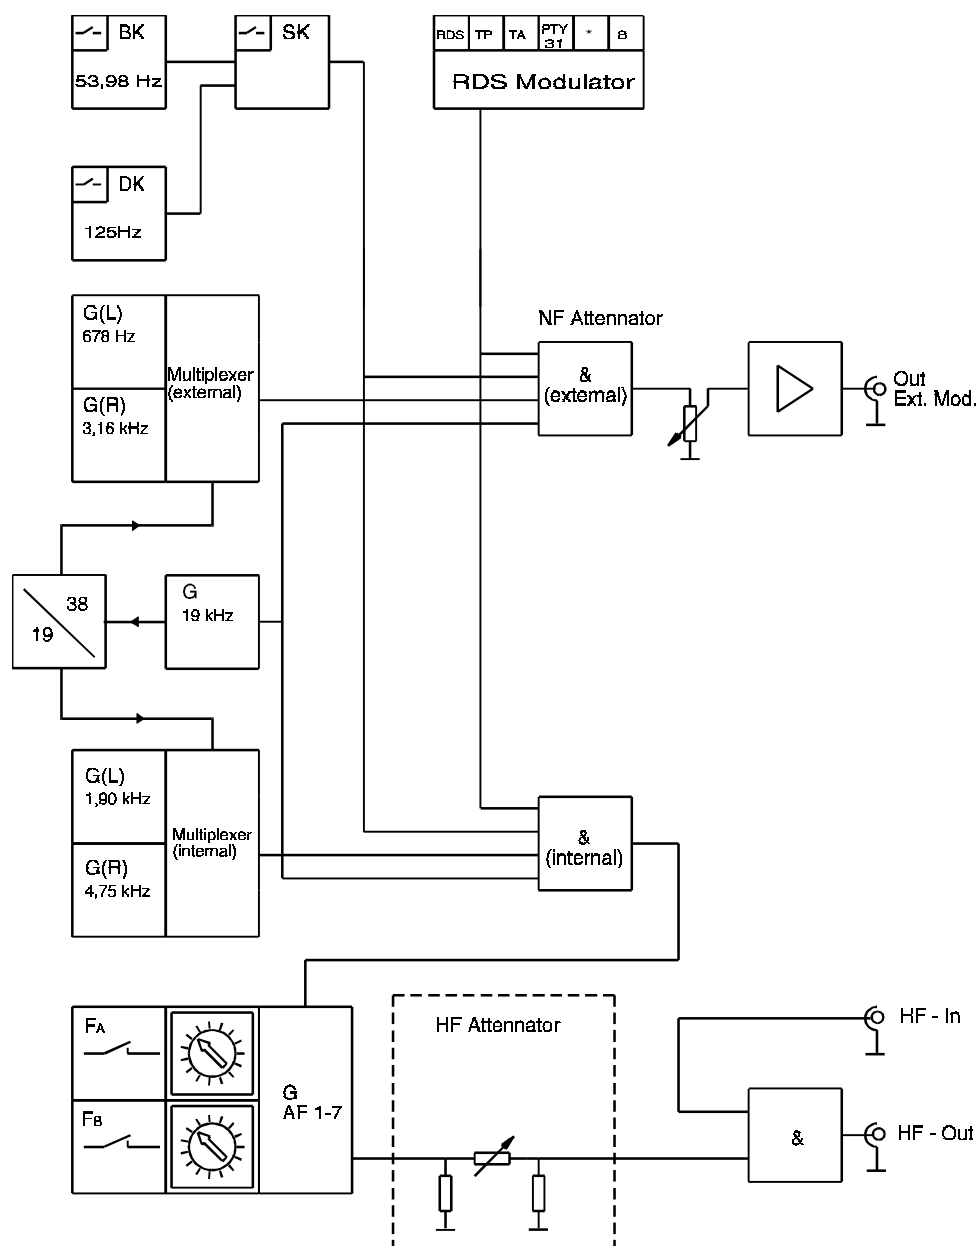 BK
53,98 Hz
SK
RDS TP TA PTY 31 * 8
RDS Modulator
DK
125Hz
G(L)
678 Hz
G(R)
3,16 kHz
Multiplexer
(external)
NF Attennator
&
(external)
Out
Ext. Mod.
38
19
G
19 kHz
G(L)
1,90 kHz
G(R)
4,75 kHz
Multiplexer
(internal)
&
(internal)
FA
FB
G
AF 1-7
HF Attennator
HF - In
&
HF - Out